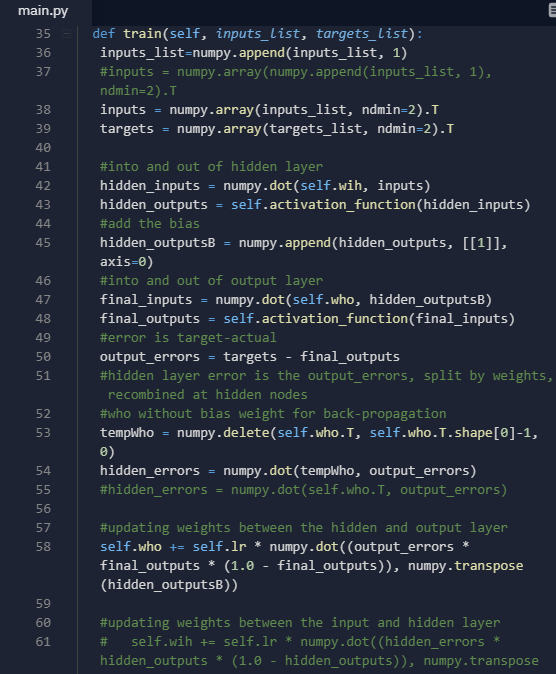 main.py
35 def train(self, inputs_list, targets_list):
36 inputs_list=numpy.append(inputs_list, 1)
37 #inputs = numpy.array(numpy.append(inputs_list, 1),
ndmin=2).T
38 inputs = numpy.array(inputs_list, ndmin=2).T
39 targets = numpy.array(targets_list, ndmin=2).T
40
41 #into and out of hidden layer
42 hidden_inputs = numpy.dot(self.wih, inputs)
43 hidden_outputs = self.activation_function(hidden_inputs)
44 #add the bias
45 hidden_outputsB = numpy.append(hidden_outputs, [[1]],
axis=0)
46 #into and out of output layer
47 final_inputs = numpy.dot(self.who, hidden_outputsB)
48 final_outputs = self.activation_function(final_inputs)
49 #error is target-actual
50 output_errors = targets - final_outputs
51 #hidden layer error is the output_errors, split by weights,
recombined at hidden nodes
52 #who without bias weight for back-propagation
53 tempWho = numpy.delete(self.who.T, self.who.T.shape[0]-1,
0)
54 hidden_errors = numpy.dot(tempWho, output_errors)
55 #hidden_errors = numpy.dot(self.who.T, output_errors)
56
57 #updating weights between the hidden and output layer
58 self.who += self.lr * numpy.dot((output_errors *
final_outputs * (1.0 - final_outputs)), numpy.transpose
(hidden_outputsB))
59
60 #updating weights between the input and hidden layer
61 #   self.wih += self.lr * numpy.dot((hidden_errors *
hidden_outputs * (1.0 - hidden_outputs)), numpy.transpose